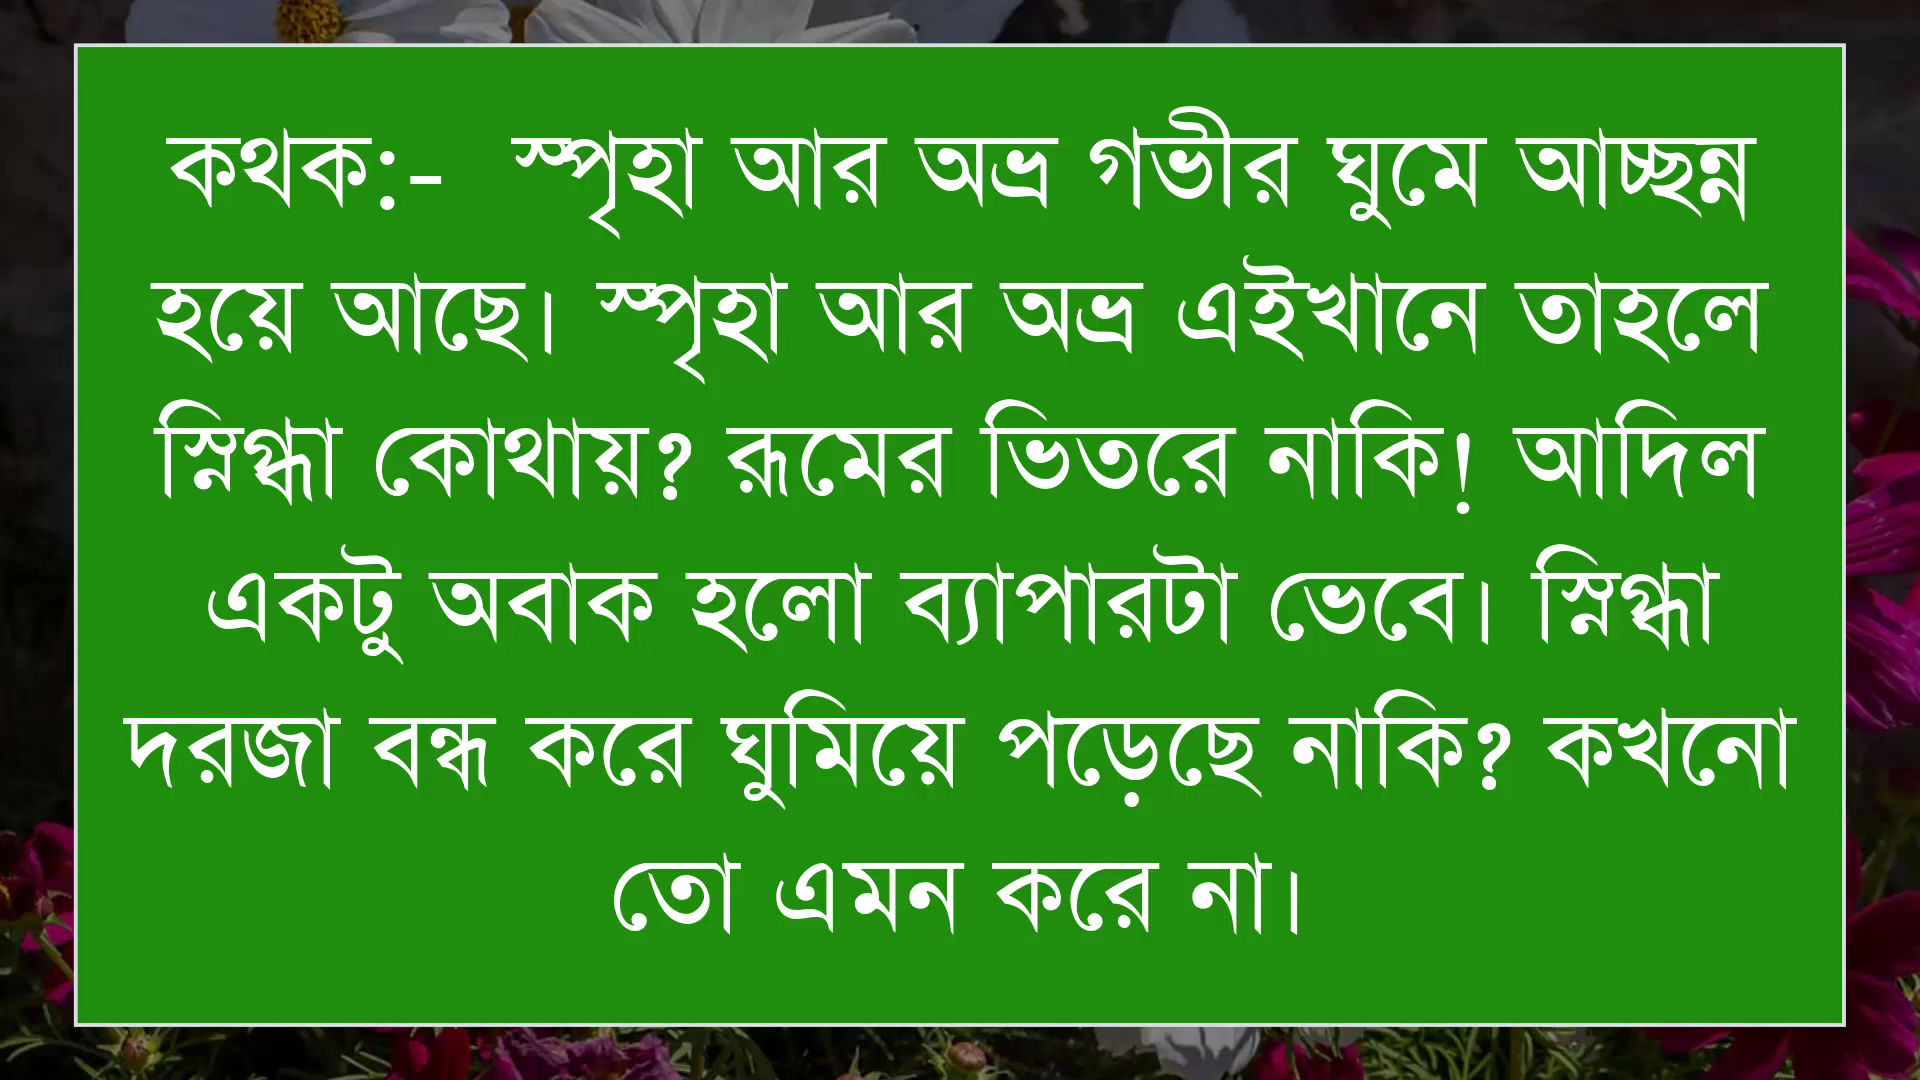 কথক:- স্পৃহা আর অভ্র গভীর ঘুমে আচ্ছন্ন
হয়ে আছে। স্পৃহা আর অভ্র এইখানে তাহলে
স্নিগ্ধা কোথায়? রূমের ভিতরে নাকি! আদিল
একটু অবাক হলো ব্যাপারটা ভেবে। স্নিগ্ধা
দরজা বন্ধ করে ঘুমিয়ে পড়েছে নাকি? কখনো
তো এমন করে না।